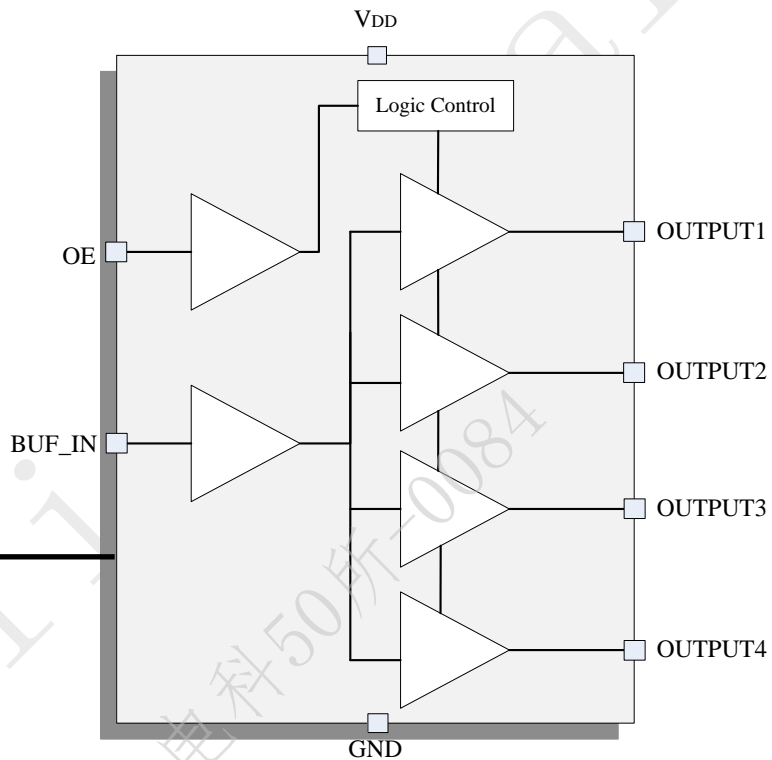 VDD
Logic Control
OE
OUTPUT1
OUTPUT2
BUF_IN
OUTPUT3
OUTPUT4
GND
电科50所-0084